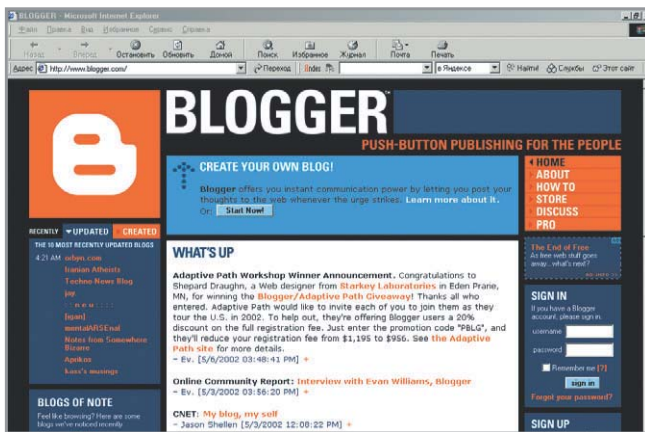 BLOGGER - Microsoft Internet Explorer
Файл Правка Вид Избранное Сервис Справка
Назад Вперед Остановить Обновить Домой Поиск Избранное Журнал Почта Печать
Адрес http://www.blogger.com/ Переход Яndex в Яндексе Найти! Службы Этот сайт
BLOGGER
PUSH-BUTTON PUBLISHING FOR THE PEOPLE
CREATE YOUR OWN BLOG!
Blogger offers you instant communication power by letting you post your
thoughts to the web whenever the urge strikes. Learn more about it.
Or: Start Now!
HOME
ABOUT
HOW TO
STORE
DISCUSS
PRO
RECENTLY UPDATED CREATED
THE 10 MOST RECENTLY UPDATED BLOGS
4:21 AM
Iranian Atheists
Techno News Blog
jay
: : n e w : : : :
[jigan]
mentalARSEnal
Notes from Somewhere
Bizarre
Aprikos
kass's musings
BLOGS OF NOTE
Feel like browsing? Here are some
blogs we've noticed recently
WHAT'S UP
Adaptive Path Workshop Winner Announcement. Congratulations to
Shepard Draughn, a Web designer from Starkey Laboratories in Eden Prane,
MN, for winning the Blogger/Adaptive Path Giveaway! Thanks all who
entered. Adaptive Path would like to invite each of you to join them as they
tour the U.S. in 2002. To help out, they're offering Blogger users a 20%
discount on the full registration fee. Just enter the promotion code "PBLG", and
they'll reduce your registration fee from $1,195 to $956. See the Adaptive
Path site for more details.
~ Ev. [5/6/2002 03:48:41 PM] +
Online Community Report: Interview with Evan Williams, Blogger
~ Ev. [5/3/2002 03:56:20 PM] +
CNET: My blog, my self
~ Jason Shellen [5/3/2002 12:08:22 PM] +
The End of Free
As free web stuff goes
away...what's next?
SIGN IN
If you have a Blogger
account, please sign in.
username
password
Remember me [?]
sign in
Forgot your password?
SIGN UP